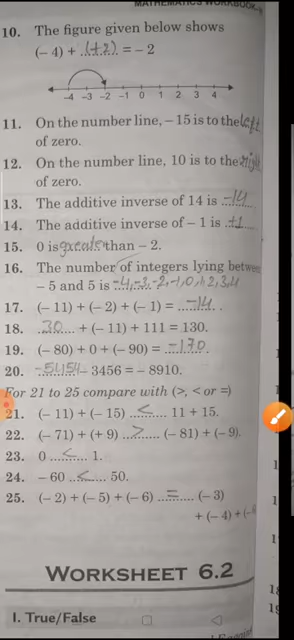 MATHEMATICS WORKBOOK
10. The figure given below shows
(– 4) + (+2) = – 2
-4 -3 -2 -1 0 1 2 3 4
11. On the number line, – 15 is to the left
of zero.
12. On the number line, 10 is to the right
of zero.
13. The additive inverse of 14 is -14
14. The additive inverse of – 1 is +1
15. 0 is greater than – 2.
16. The number of integers lying between
– 5 and 5 is -4,-3,-2,-1,0,1,2,3,4
17. (– 11) + (– 2) + (– 1) = -14.
18. 30 + (– 11) + 111 = 130.
19. (– 80) + 0 + (– 90) = -170.
20. -5454 – 3456 = – 8910.
For 21 to 25 compare with (>, < or =)
21. (– 11) + (– 15) < 11 + 15.
22. (– 71) + (+ 9) > (– 81) + (– 9).
23. 0 < 1.
24. – 60 < 50.
25. (– 2) + (– 5) + (– 6) = (– 3)
+ (– 4) + (–
WORKSHEET 6.2
I. True/False